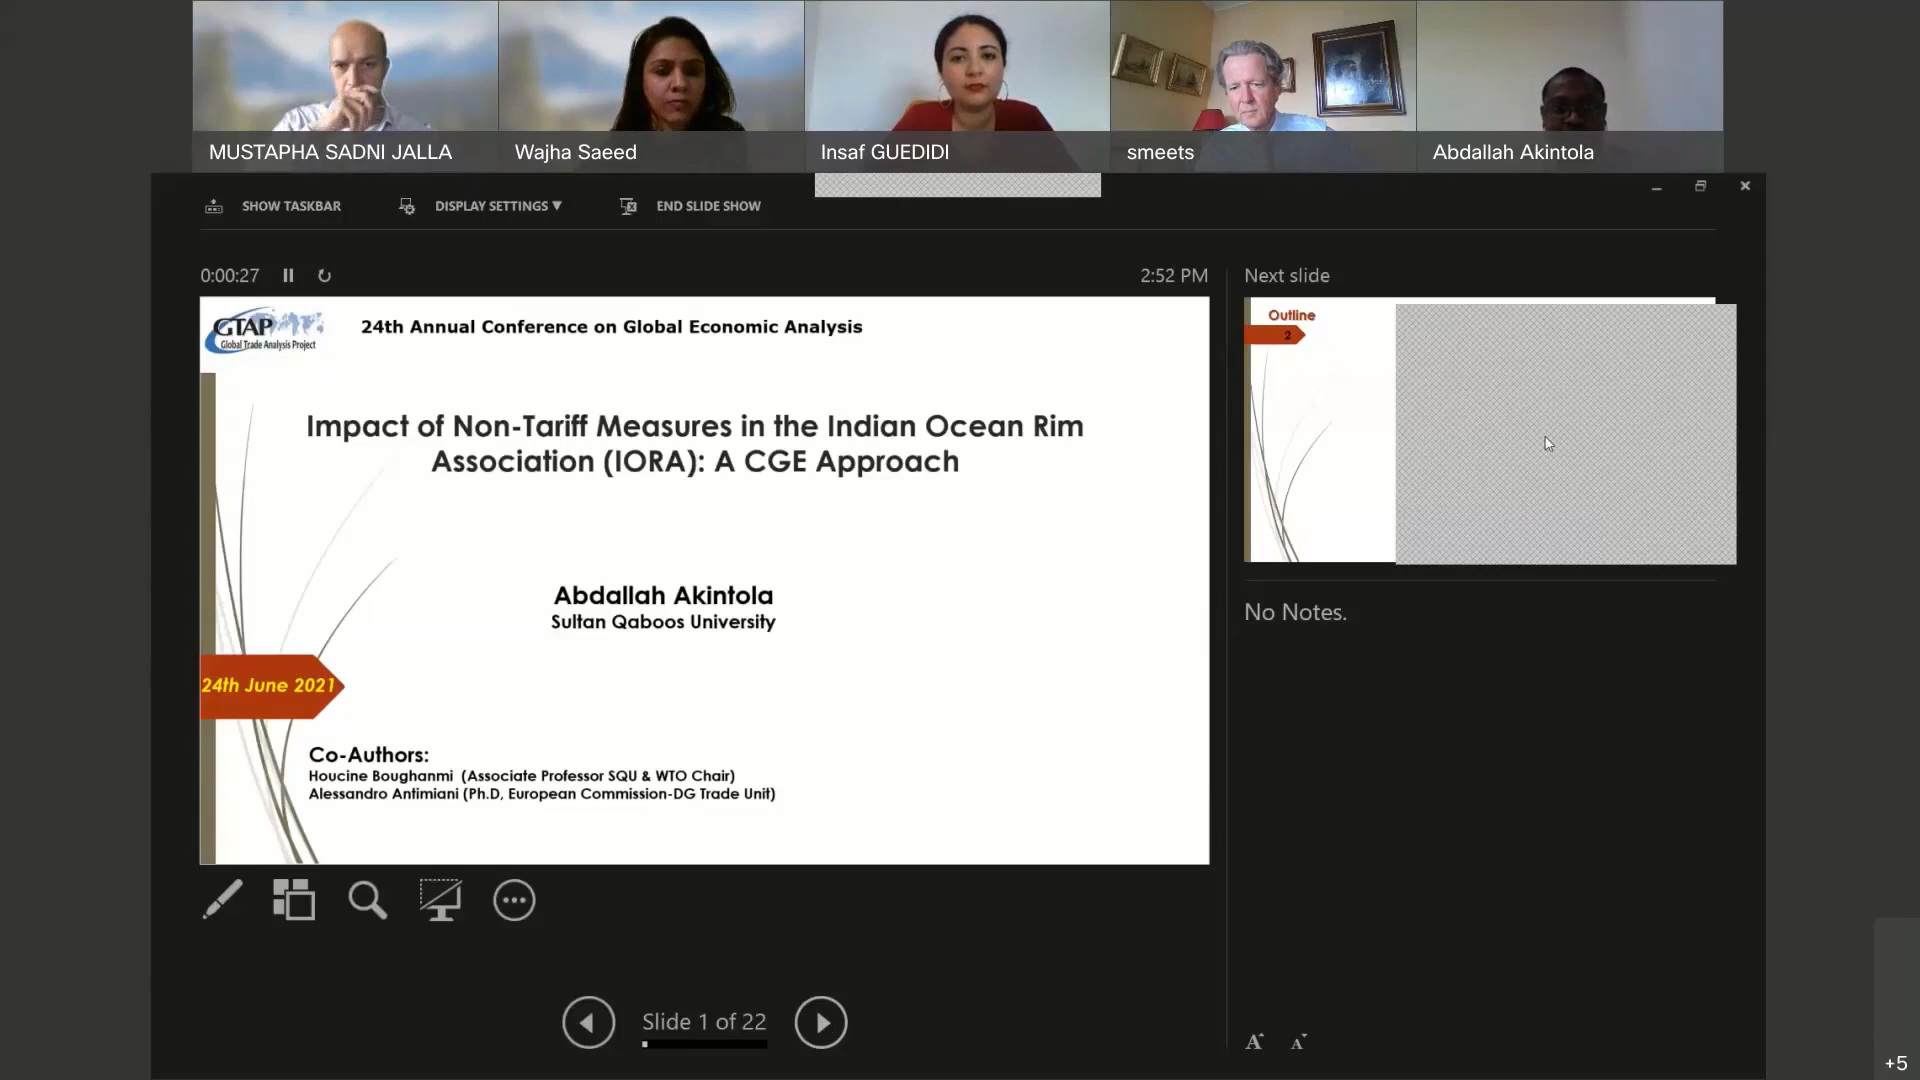 MUSTAPHA SADNI JALLA
Wajha Saeed
Insaf GUEDIDI
smeets
Abdallah Akintola
SHOW TASKBAR
DISPLAY SETTINGS ▼
END SLIDE SHOW
0:00:27
2:52 PM
Next slide
GTAP
Global Trade Analysis Project
24th Annual Conference on Global Economic Analysis
Impact of Non-Tariff Measures in the Indian Ocean Rim
Association (IORA): A CGE Approach
Abdallah Akintola
Sultan Qaboos University
24th June 2021
Co-Authors:
Houcine Boughanmi (Associate Professor SQU & WTO Chair)
Alessandro Antimiani (Ph.D, European Commission-DG Trade Unit)
Outline
2
No Notes.
Slide 1 of 22
A A
+5